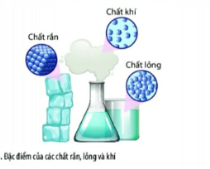 Chất khí
Chất rắn
Chất lỏng
. Đặc điểm của các chất rắn, lỏng và khí